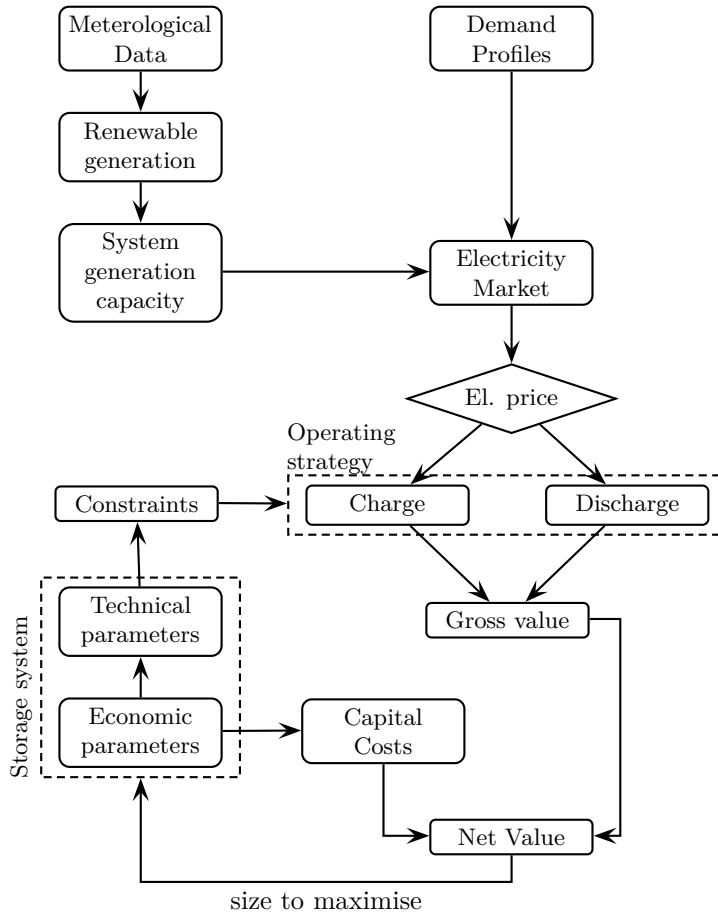 Meterological
Data
Demand
Profiles
Renewable
generation
System
generation
capacity
Electricity
Market
El. price
Operating
strategy
Constraints
Charge
Discharge
Technical
parameters
Gross value
Storage system
Economic
parameters
Capital
Costs
Net Value
size to maximise